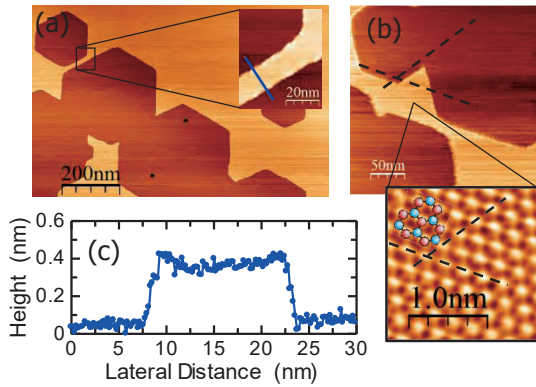 (a)
20nm
200nm
(b)
50nm
1.0nm
(c)
Height (nm)
0.6
0.4
0.2
0
0 5 10 15 20 25 30
Lateral Distance (nm)